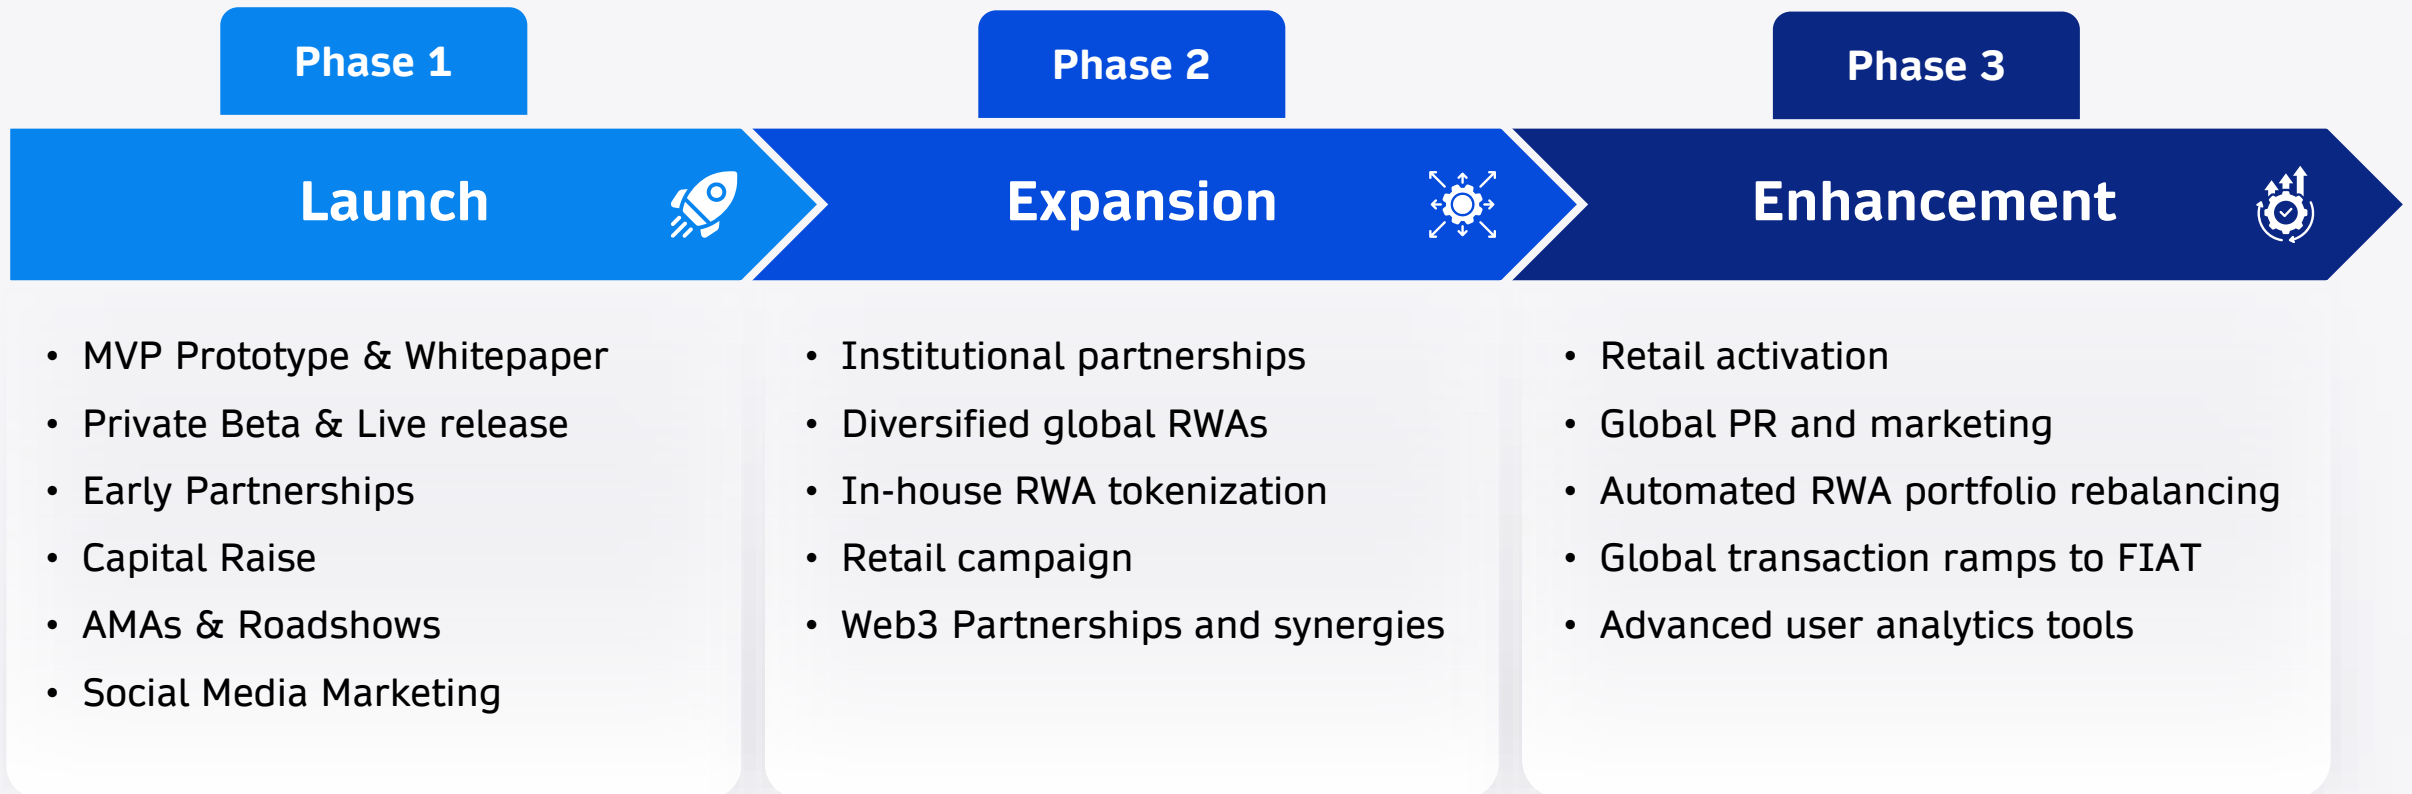 Phase 1
Launch
• MVP Prototype & Whitepaper
• Private Beta & Live release
• Early Partnerships
• Capital Raise
• AMAs & Roadshows
• Social Media Marketing
Phase 2
Expansion
• Institutional partnerships
• Diversified global RWAs
• In-house RWA tokenization
• Retail campaign
• Web3 Partnerships and synergies
Phase 3
Enhancement
• Retail activation
• Global PR and marketing
• Automated RWA portfolio rebalancing
• Global transaction ramps to FIAT
• Advanced user analytics tools